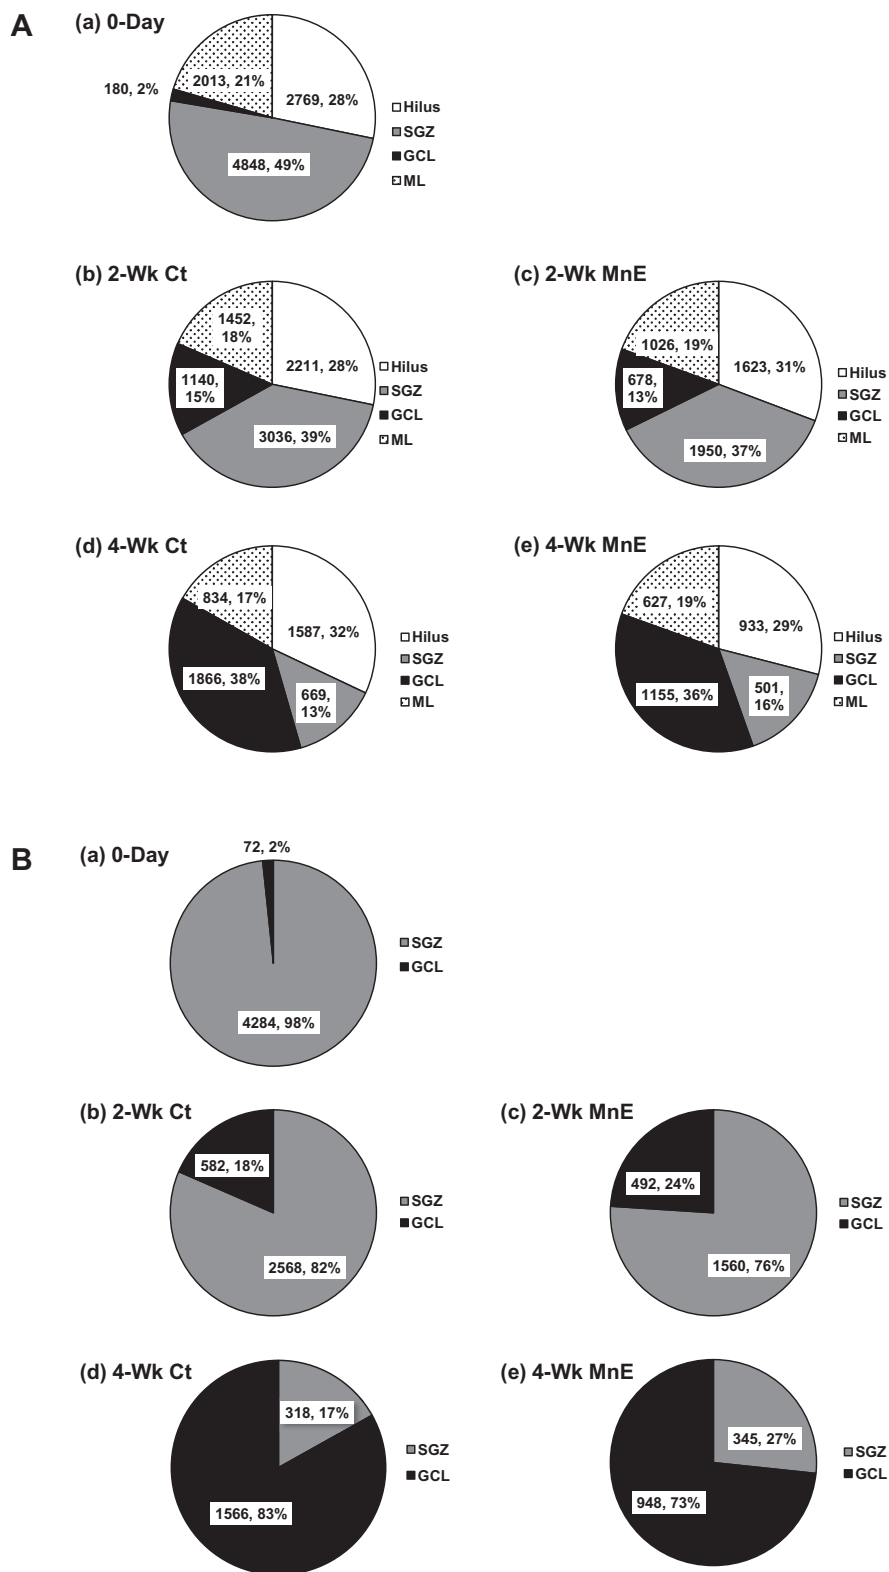 A
(a) 0-Day
2013, 21%
180, 2%
2769, 28%
4848, 49%
Hilus
SGZ
GCL
ML
(b) 2-Wk Ct
1452,
18%
2211, 28%
1140,
15%
3036, 39%
Hilus
SGZ
GCL
ML
(c) 2-Wk MnE
1026, 19%
1623, 31%
678,
13%
1950, 37%
Hilus
SGZ
GCL
ML
(d) 4-Wk Ct
834, 17%
1587, 32%
1866, 38%
669,
13%
Hilus
SGZ
GCL
ML
(e) 4-Wk MnE
627, 19%
933, 29%
1155, 36%
501,
16%
Hilus
SGZ
GCL
ML
B
(a) 0-Day
72, 2%
4284, 98%
SGZ
GCL
(b) 2-Wk Ct
582, 18%
2568, 82%
SGZ
GCL
(c) 2-Wk MnE
492, 24%
1560, 76%
SGZ
GCL
(d) 4-Wk Ct
318, 17%
1566, 83%
SGZ
GCL
(e) 4-Wk MnE
345, 27%
948, 73%
SGZ
GCL